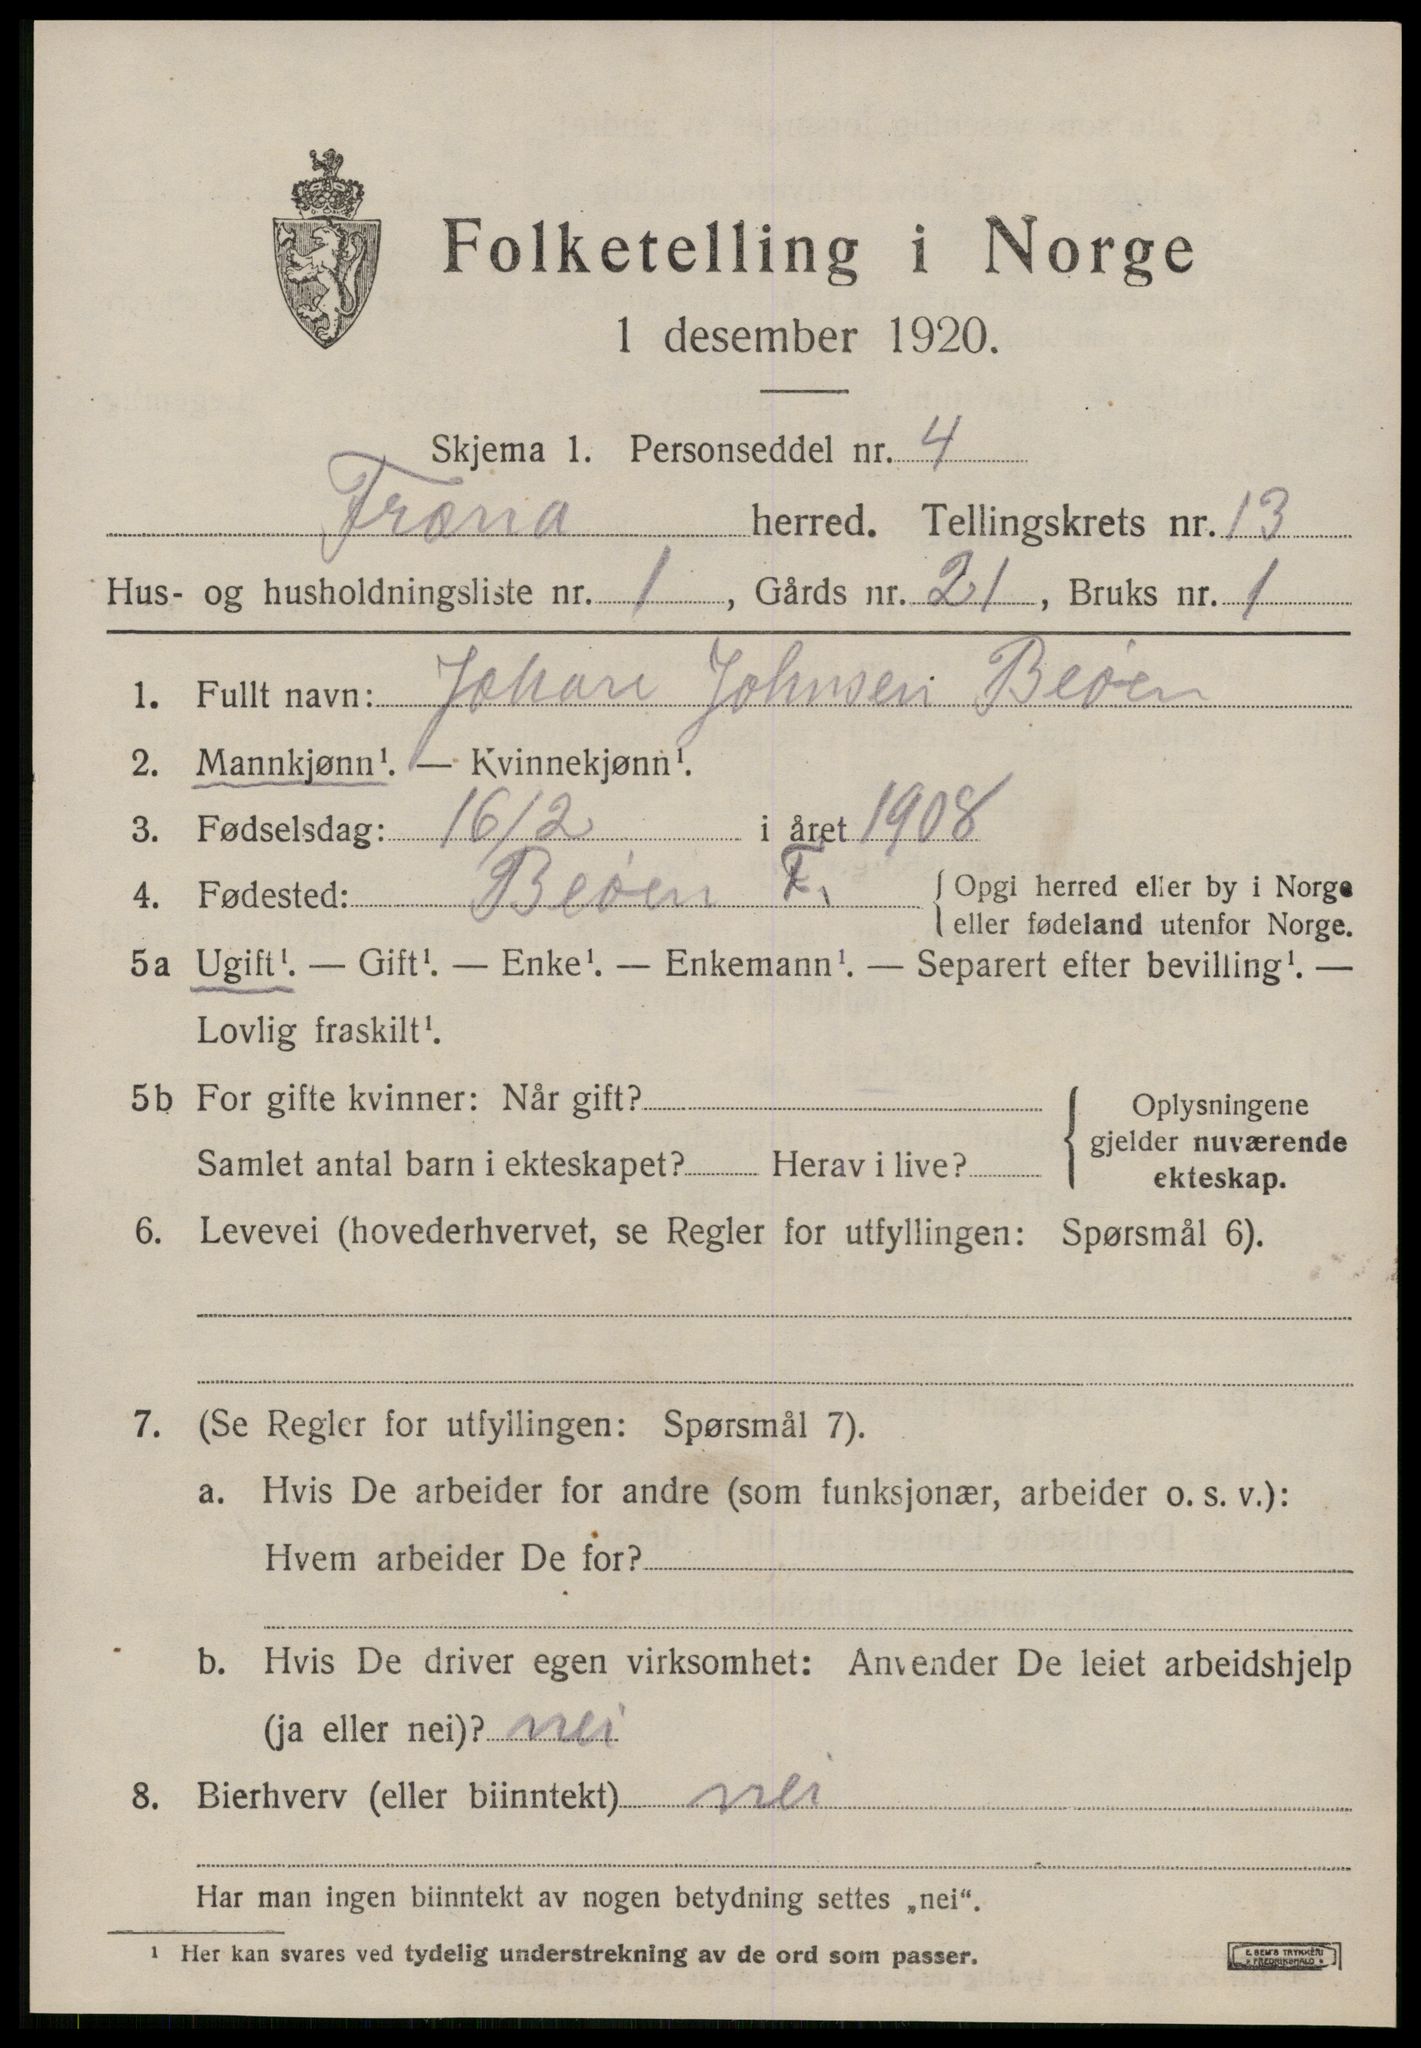 Folketelling i Norge
1 desember 1920.
Skjema 1. Personseddel nr. 4
Fræna herred. Tellingskrets nr. 13
Hus- og husholdningsliste nr. 1, Gårds nr. 21, Bruks nr. 1
1. Fullt navn: Johan Johnsen Beøen
2. Mannkjønn¹. — Kvinnekjønn¹.
3. Fødselsdag: 16/2 i året 1908
4. Fødested: Beøen F. { Opgi herred eller by i Norge
eller fødeland utenfor Norge.
5a Ugift¹. — Gift¹. — Enke¹. — Enkemann¹. — Separert efter bevilling¹. —
Lovlig fraskilt¹.
5b For gifte kvinner: Når gift?
Samlet antal barn i ekteskapet? Herav i live?
Oplysningene
gjelder nuværende
ekteskap.
6. Levevei (hovederhvervet, se Regler for utfyllingen: Spørsmål 6).
7. (Se Regler for utfyllingen: Spørsmål 7).
a. Hvis De arbeider for andre (som funksjonær, arbeider o. s. v.):
Hvem arbeider De for?
b. Hvis De driver egen virksomhet: Anvender De leiet arbeidshjelp
(ja eller nei)? nei
8. Bierhverv (eller biinntekt) nei
Har man ingen biinntekt av nogen betydning settes „nei“.
¹ Her kan svares ved tydelig understrekning av de ord som passer.
E. SEM'S TRYKKERI
FREDRIKSHALD